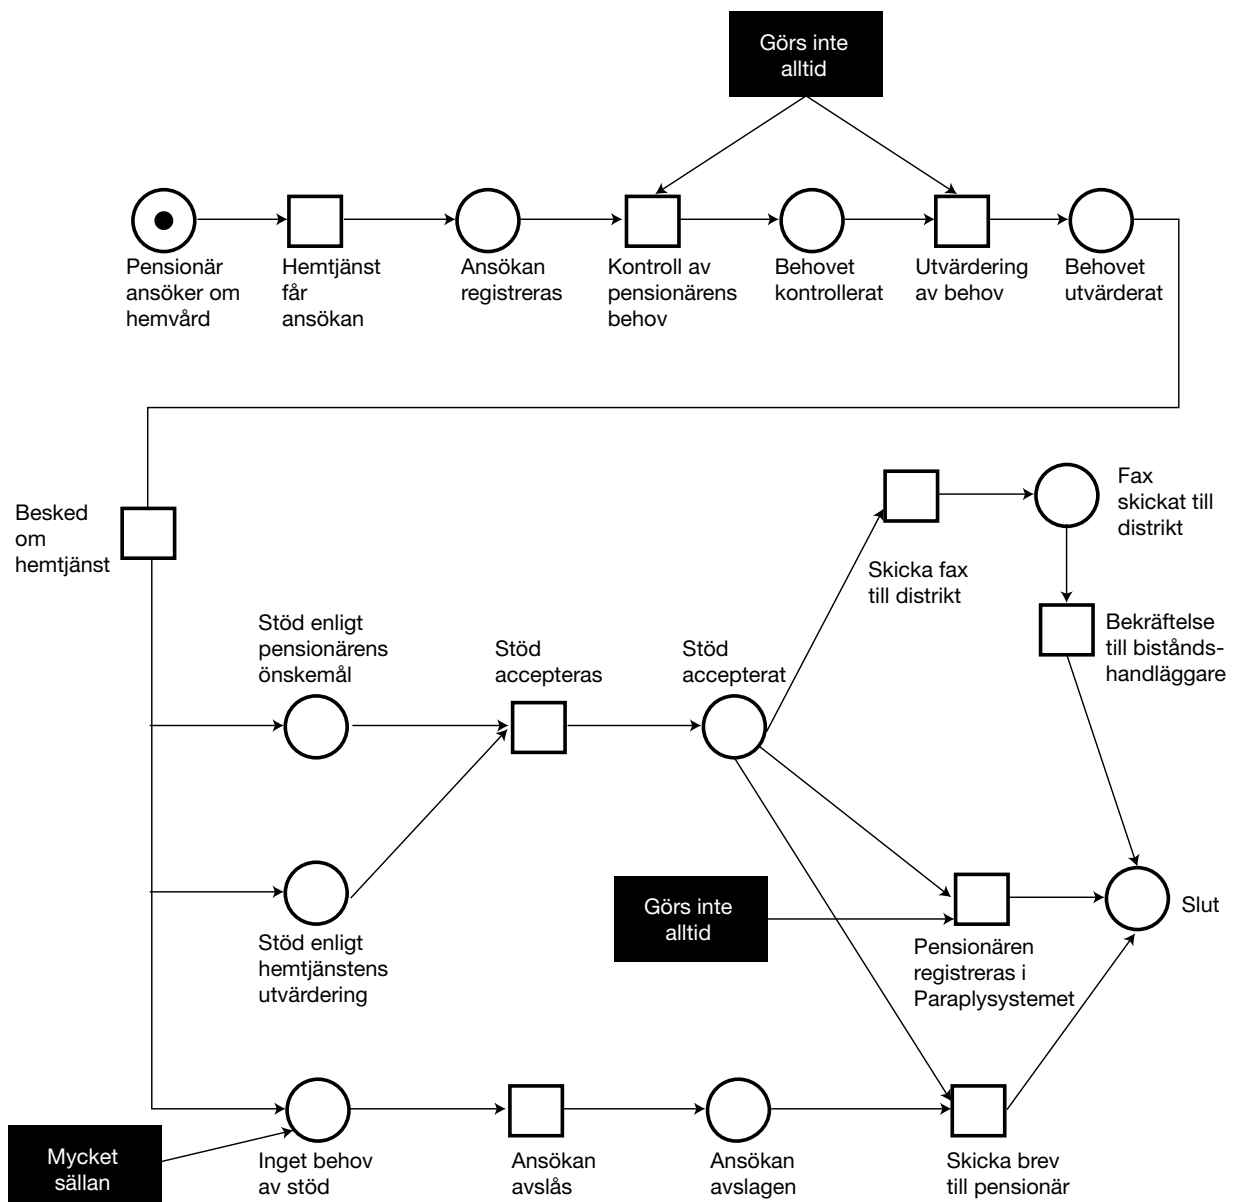 Görs inte
alltid
Pensionär
ansöker om
hemvård
Hemtjänst
får
ansökan
Ansökan
registreras
Kontroll av
pensionärens
behov
Behovet
kontrollerat
Utvärdering
av behov
Behovet
utvärderat
Besked
om
hemtjänst
Fax
skickat till
distrikt
Skicka fax
till distrikt
Bekräftelse
till bistånds-
handläggare
Stöd enligt
pensionärens
önskemål
Stöd
accepteras
Stöd
accepterat
Görs inte
alltid
Slut
Stöd enligt
hemtjänstens
utvärdering
Pensionären
registreras i
Paraplysystemet
Mycket
sällan
Inget behov
av stöd
Ansökan
avslås
Ansökan
avslagen
Skicka brev
till pensionär